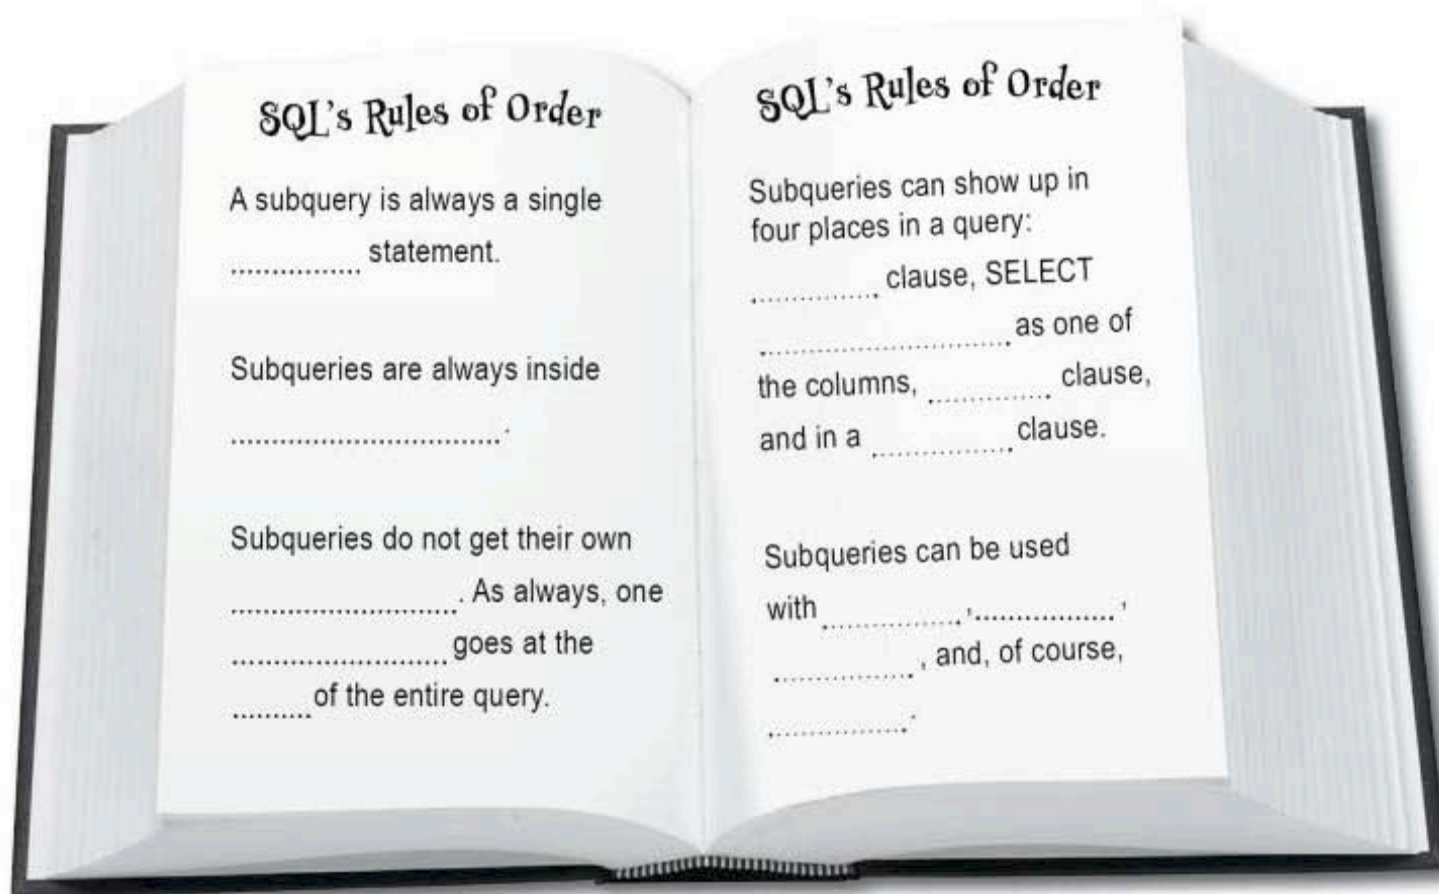 SQL's Rules of Order
A subquery is always a single
................ statement.
Subqueries are always inside
.................................. .
Subqueries do not get their own
............................ . As always, one
........................... goes at the
.......... of the entire query.
SQL's Rules of Order
Subqueries can show up in
four places in a query:
................ clause, SELECT
............................... as one of
the columns, ............... clause,
and in a ................. clause.
Subqueries can be used
with ................. , ................. ,
................. , and, of course,
................. .